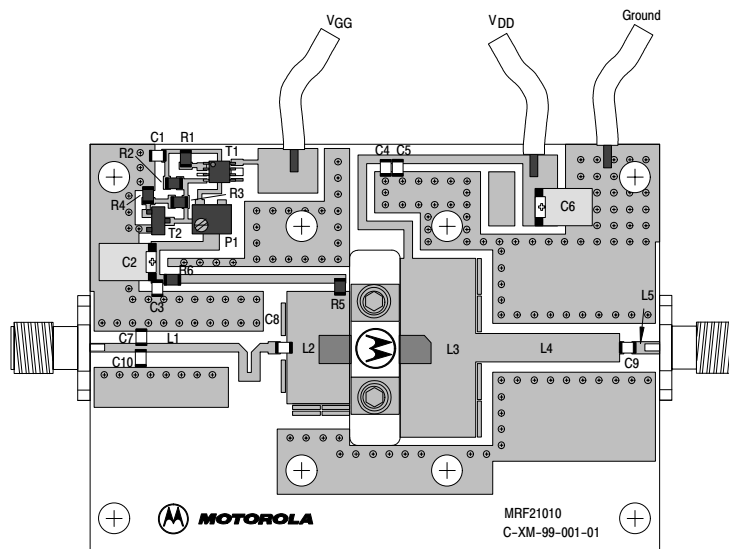 VGG
VDD
Ground
C1
R1
T1
R2
C4 C5
R3
R4
C6
T2
P1
C2
R6
C3
R5
L5
C8
C7
L1
L2
L3
L4
C10
C9
MOTOROLA
MRF21010
C-XM-99-001-01